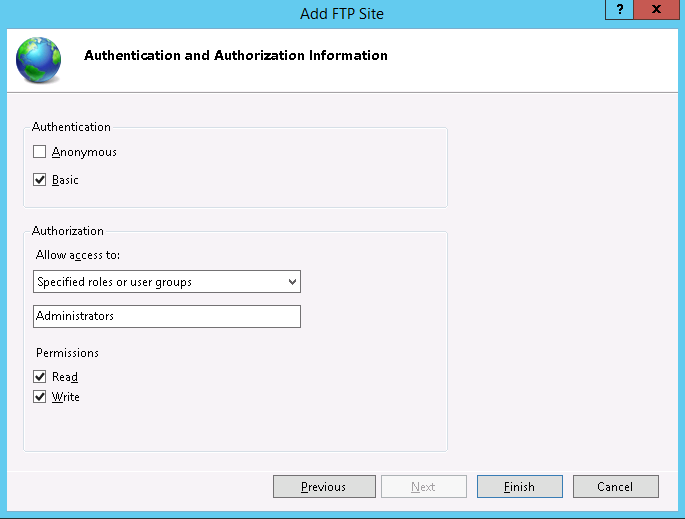 Add FTP Site
?
X
Authentication and Authorization Information
Authentication
Anonymous
Basic
Authorization
Allow access to:
Specified roles or user groups
Administrators
Permissions
Read
Write
Previous
Next
Finish
Cancel